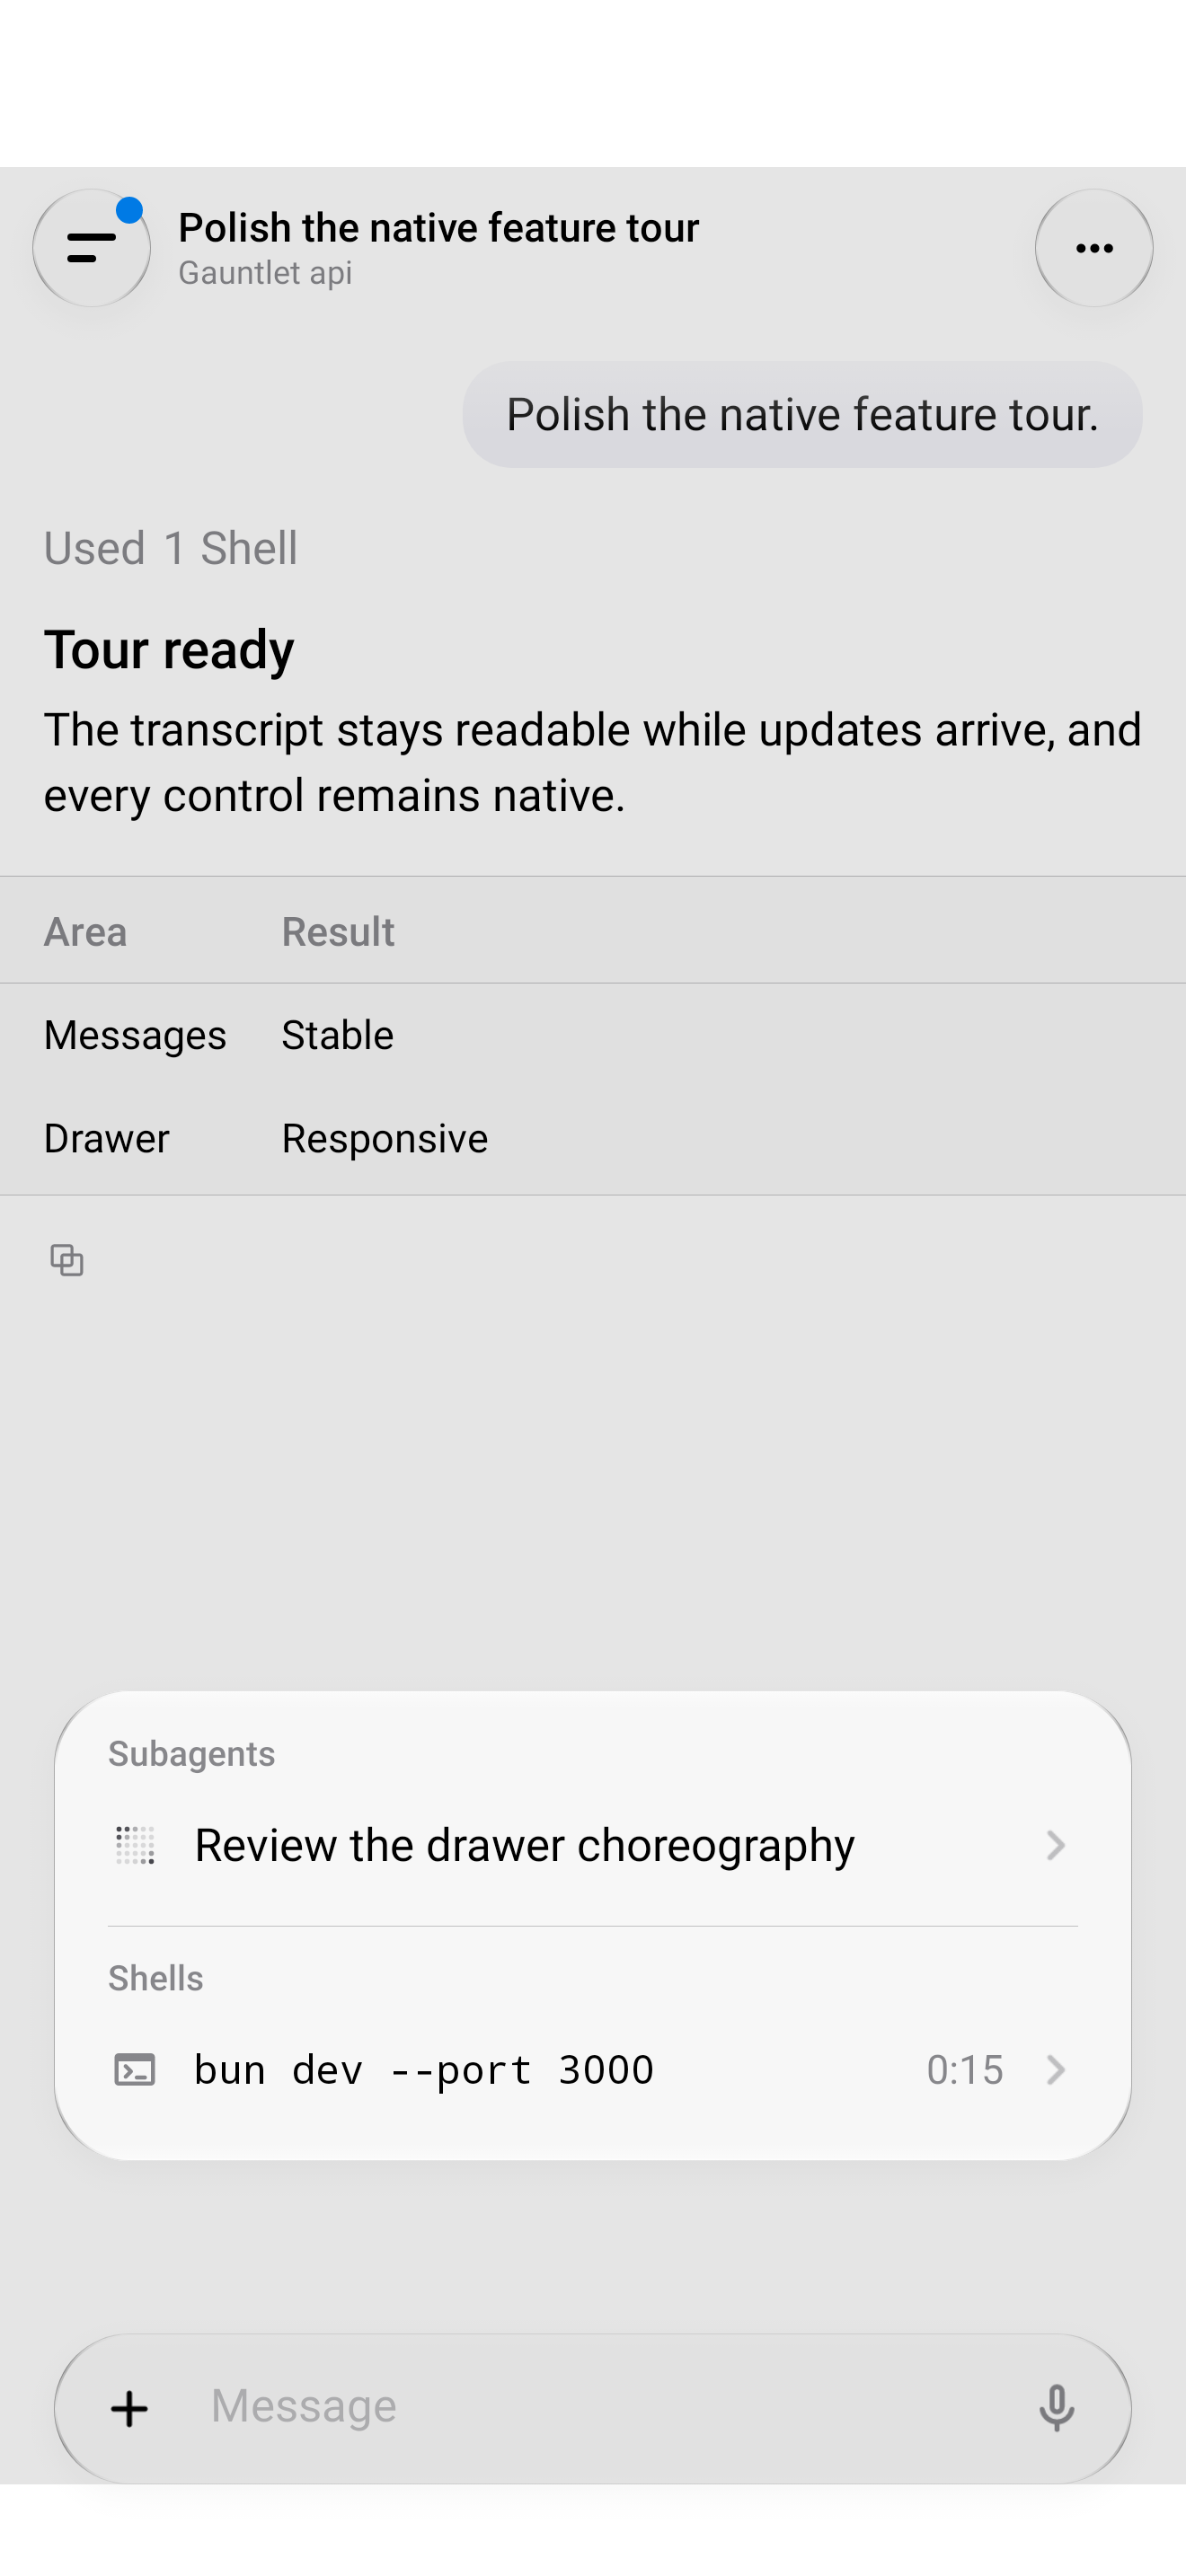 Polish the native feature tour
Gauntlet api
Polish the native feature tour.
Used 1 Shell
Tour ready
The transcript stays readable while updates arrive, and
every control remains native.
Area Result
Messages Stable
Drawer Responsive
Subagents
Review the drawer choreography
Shells
bun dev --port 3000 0:15
Message